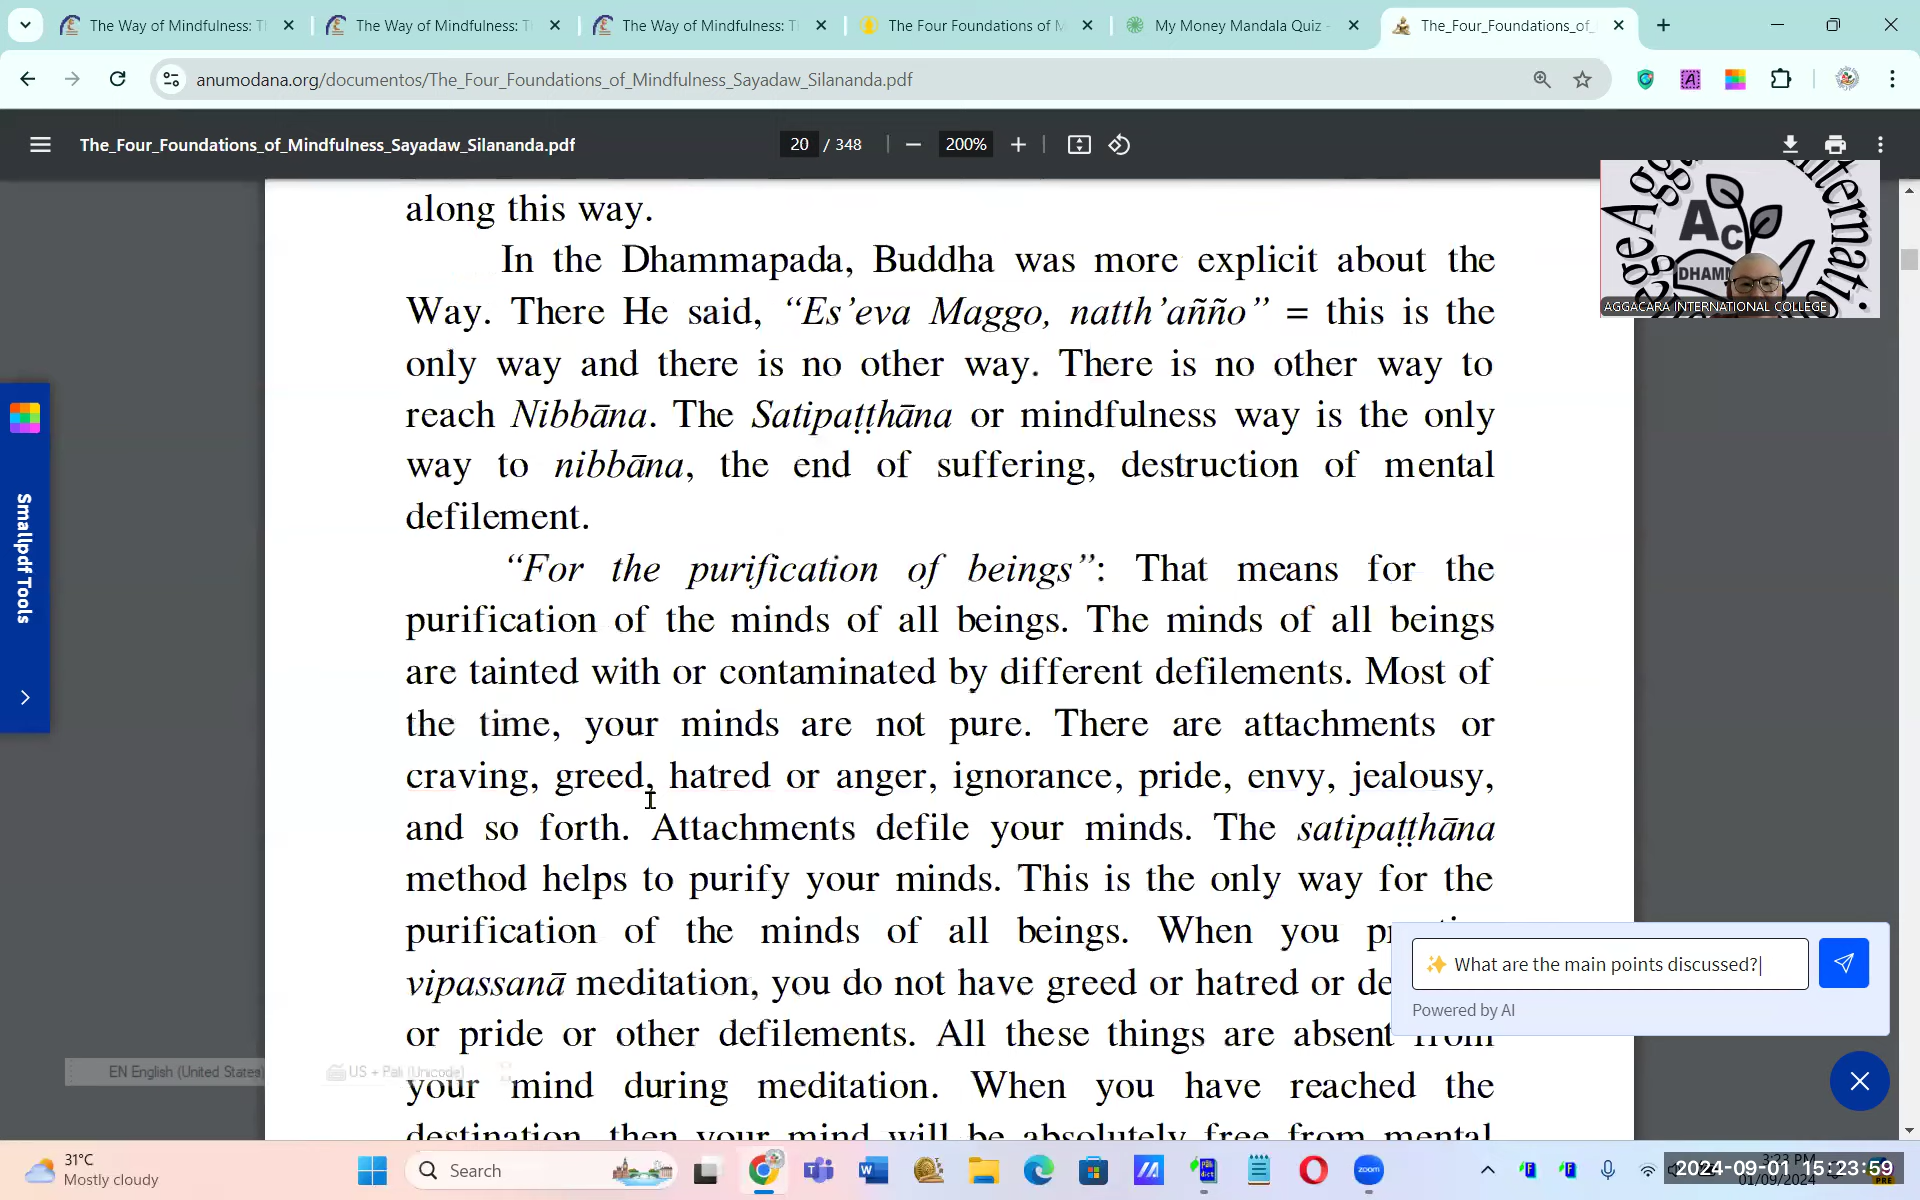 The Way of Mindfulness: T
The Way of Mindfulness: T
The Way of Mindfulness: T
The Four Foundations of M
My Money Mandala Quiz -
The_Four_Foundations_of_
anumodana.org/documentos/The_Four_Foundations_of_Mindfulness_Sayadaw_Silananda.pdf
The_Four_Foundations_of_Mindfulness_Sayadaw_Silananda.pdf
20 / 348
200%
along this way.
In the Dhammapada, Buddha was more explicit about the
Way. There He said, “Es’eva Maggo, natth’añño” = this is the
only way and there is no other way. There is no other way to
reach Nibbāna. The Satipaṭṭhāna or mindfulness way is the only
way to nibbāna, the end of suffering, destruction of mental
defilement.
“For the purification of beings”: That means for the
purification of the minds of all beings. The minds of all beings
are tainted with or contaminated by different defilements. Most of
the time, your minds are not pure. There are attachments or
craving, greed, hatred or anger, ignorance, pride, envy, jealousy,
and so forth. Attachments defile your minds. The satipaṭṭhāna
method helps to purify your minds. This is the only way for the
purification of the minds of all beings. When you
vipassanā meditation, you do not have greed or hatred or de
or pride or other defilements. All these things are absent from
your mind during meditation. When you have reached the
destination, then your mind will be absolutely free from mental
Smallpdf Tools
AC
DHAMM
AGGACARA INTERNATIONAL COLLEGE
What are the main points discussed?
Powered by AI
EN English (United States)
US + Pali (Unicode)
31°C
Mostly cloudy
Search
zoom
2024-09-01 15:23:59